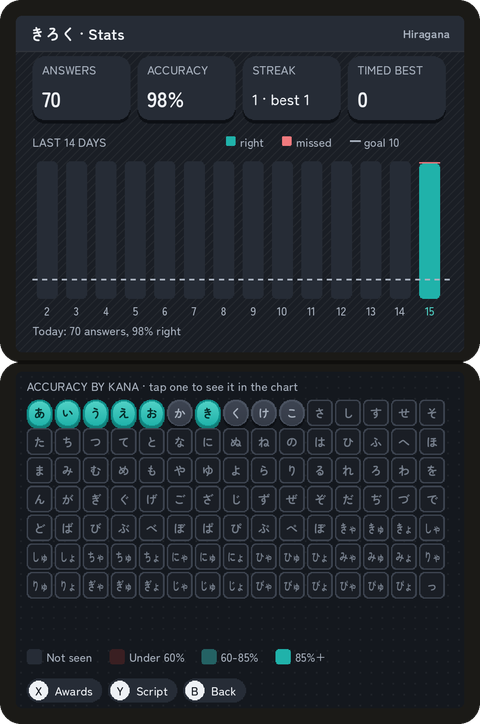 きろく · Stats
Hiragana
ANSWERS
70
ACCURACY
98%
STREAK
1 · best 1
TIMED BEST
0
LAST 14 DAYS
right
missed
goal 10
2 3 4 5 6 7 8 9 10 11 12 13 14 15
Today: 70 answers, 98% right
ACCURACY BY KANA · tap one to see it in the chart
あ い う え お か き く け こ さ し す せ そ
た ち つ て と な に ぬ ね の は ひ ふ へ ほ
ま み む め も や ゆ よ ら り る れ ろ わ を
ん が ぎ ぐ げ ご ざ じ ず ぜ ぞ だ ぢ づ で
ど ば び ぶ べ ぼ ぱ ぴ ぷ ぺ ぽ きゃ きゅ きょ しゃ
しゅ しょ ちゃ ちゅ ちょ にゃ にゅ にょ ひゃ ひゅ ひょ みゃ みゅ みょ りゃ
りゅ りょ ぎゃ ぎゅ ぎょ じゃ じゅ じょ びゃ びゅ びょ ぴゃ ぴゅ ぴょ っ
Not seen
Under 60%
60-85%
85%+
X Awards
Y Script
B Back